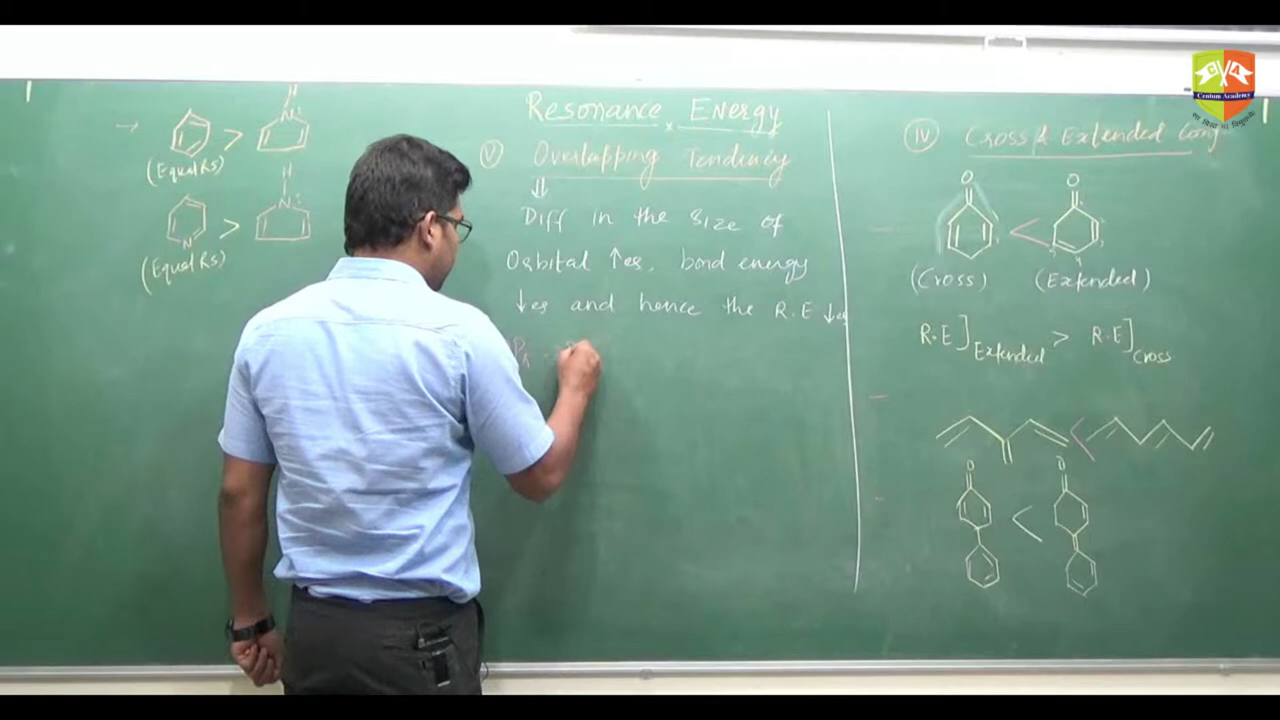 Resonance Energy
→ > H N
(Equal RS)
> H N:
N
(Equal RS)
(v) Overlapping Tendency
⇓
Diff in the size of
Orbital ↑es, bond energy
↓es and hence the R.E ↓es
(iv) Cross & Extended Conj
O < O
(Cross) (Extended)
R.E]Extended > R.E]Cross
<
O < O
Centum Academy